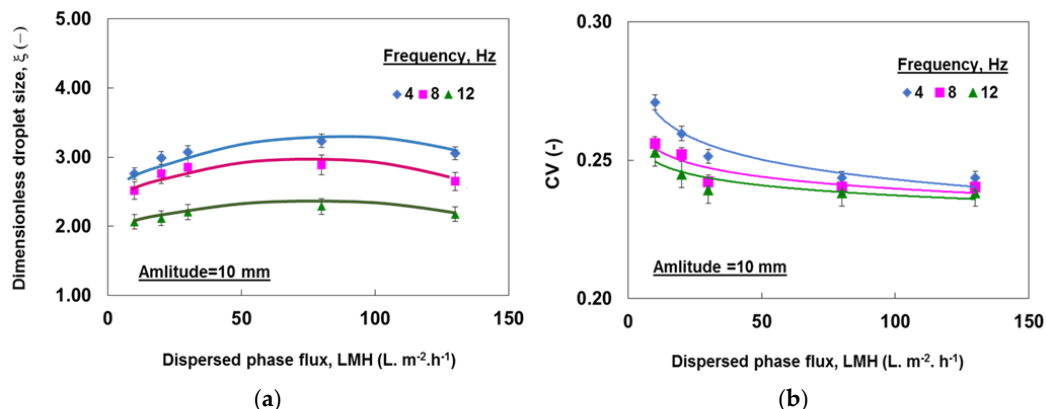 Dimensionless droplet size, ξ (−)
5.00
4.00
3.00
2.00
1.00
Frequency, Hz
4 8 12
Amlitude=10 mm
0 50 100 150
Dispersed phase flux, LMH (L. m⁻².h⁻¹)
(a)
CV (-)
0.30
0.25
0.20
Frequency, Hz
4 8 12
Amplitude =10 mm
0 50 100 150
Dispersed phase flux, LMH (L. m⁻². h⁻¹)
(b)